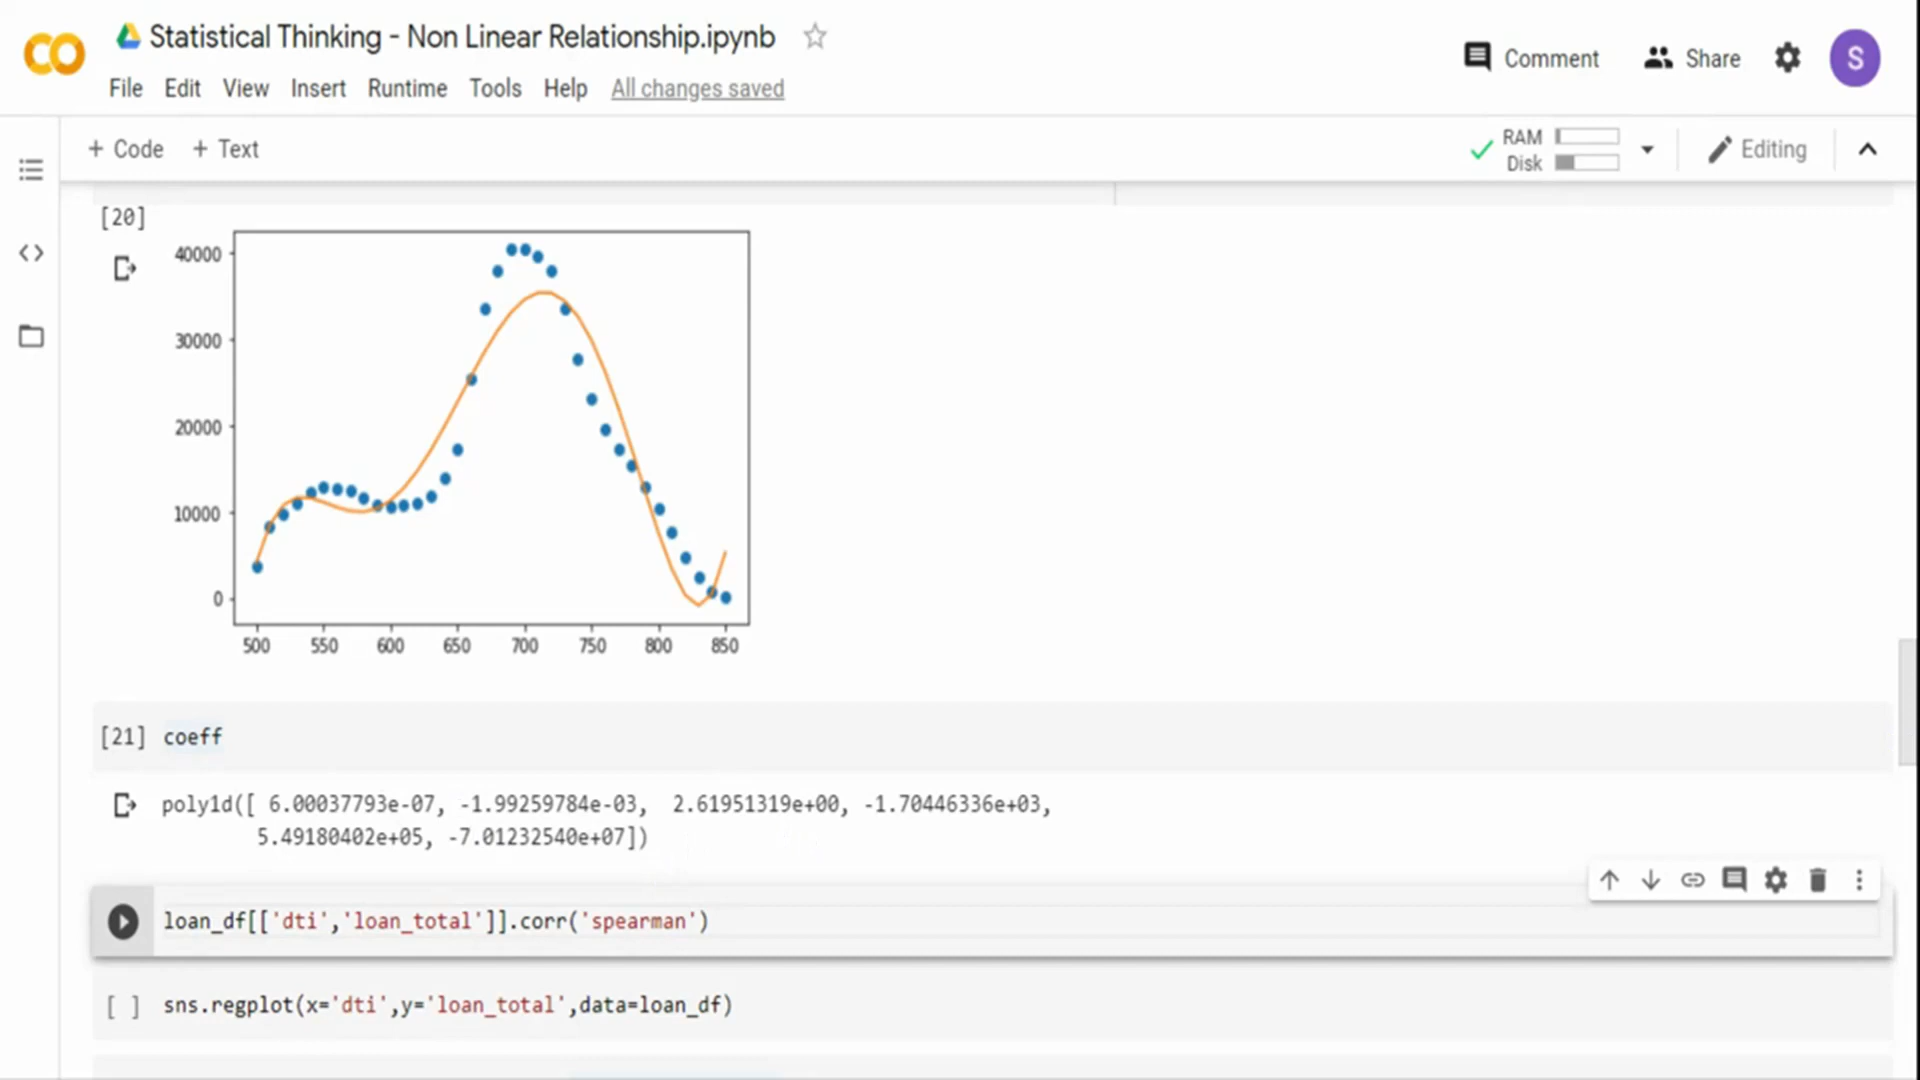 Statistical Thinking - Non Linear Relationship.ipynb
Comment Share S
File Edit View Insert Runtime Tools Help All changes saved
+ Code + Text
RAM
Disk
Editing
[20]
40000
30000
20000
10000
0
500 550 600 650 700 750 800 850
[21] coeff
poly1d([ 6.00037793e-07, -1.99259784e-03,  2.61951319e+00, -1.70446336e+03,
5.49180402e+05, -7.01232540e+07])
loan_df[['dti','loan_total']].corr('spearman')
[ ] sns.regplot(x='dti',y='loan_total',data=loan_df)